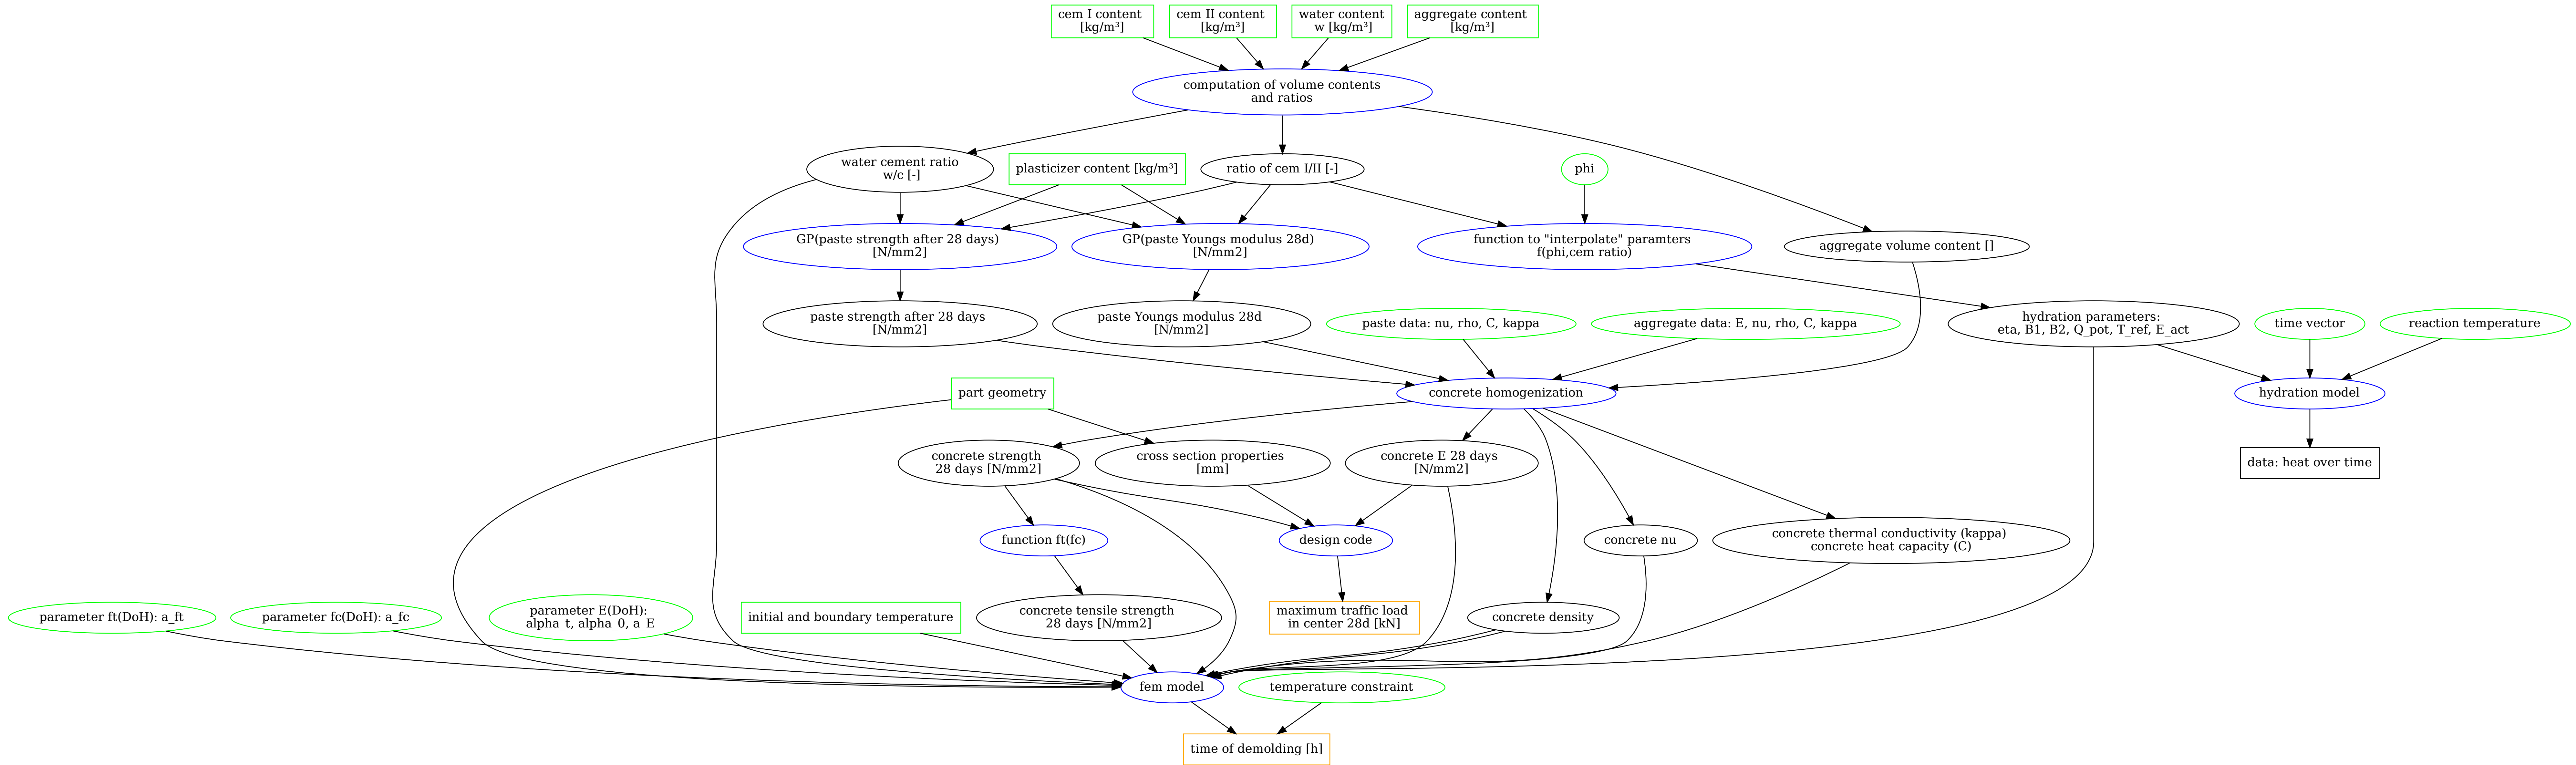 cem I content
[kg/m³]
cem II content
[kg/m³]
water content
w [kg/m³]
aggregate content
[kg/m³]
computation of volume contents
and ratios
water cement ratio
w/c [-]
plasticizer content [kg/m³]
ratio of cem I/II [-]
phi
GP(paste strength after 28 days)
[N/mm2]
GP(paste Youngs modulus 28d)
[N/mm2]
function to "interpolate" paramters
f(phi,cem ratio)
aggregate volume content []
paste strength after 28 days
[N/mm2]
paste Youngs modulus 28d
[N/mm2]
paste data: nu, rho, C, kappa
aggregate data: E, nu, rho, C, kappa
hydration parameters:
eta, B1, B2, Q_pot, T_ref, E_act
time vector
reaction temperature
part geometry
concrete homogenization
hydration model
concrete strength
28 days [N/mm2]
cross section properties
[mm]
concrete E 28 days
[N/mm2]
data: heat over time
function ft(fc)
design code
concrete nu
concrete thermal conductivity (kappa)
concrete heat capacity (C)
parameter ft(DoH): a_ft
parameter fc(DoH): a_fc
parameter E(DoH):
alpha_t, alpha_0, a_E
initial and boundary temperature
concrete tensile strength
28 days [N/mm2]
maximum traffic load
in center 28d [kN]
concrete density
fem model
temperature constraint
time of demolding [h]